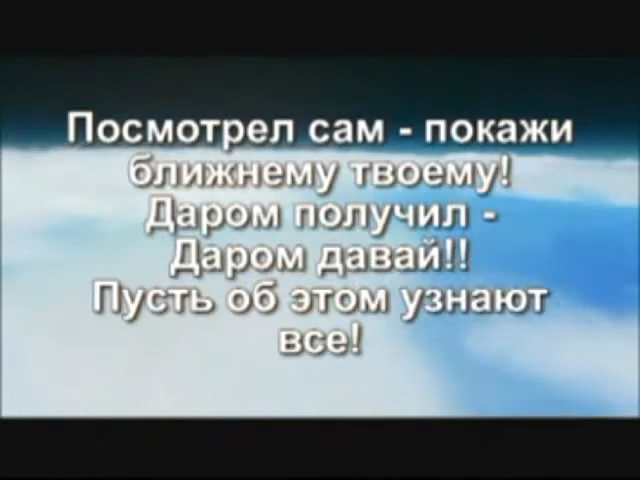 Посмотрел сам - покажи
ближнему твоему!
Даром получил -
Даром давай!!
Пусть об этом узнают
все!